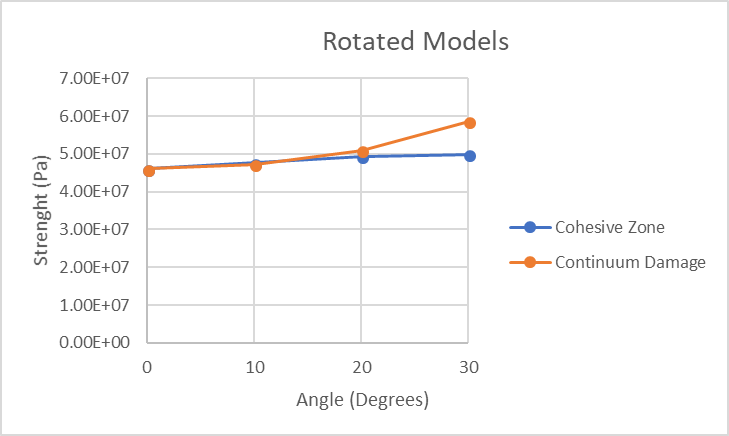 Rotated Models
7.00E+07
6.00E+07
5.00E+07
4.00E+07
3.00E+07
2.00E+07
1.00E+07
0.00E+00
Strenght (Pa)
0 10 20 30
Angle (Degrees)
Cohesive Zone
Continuum Damage